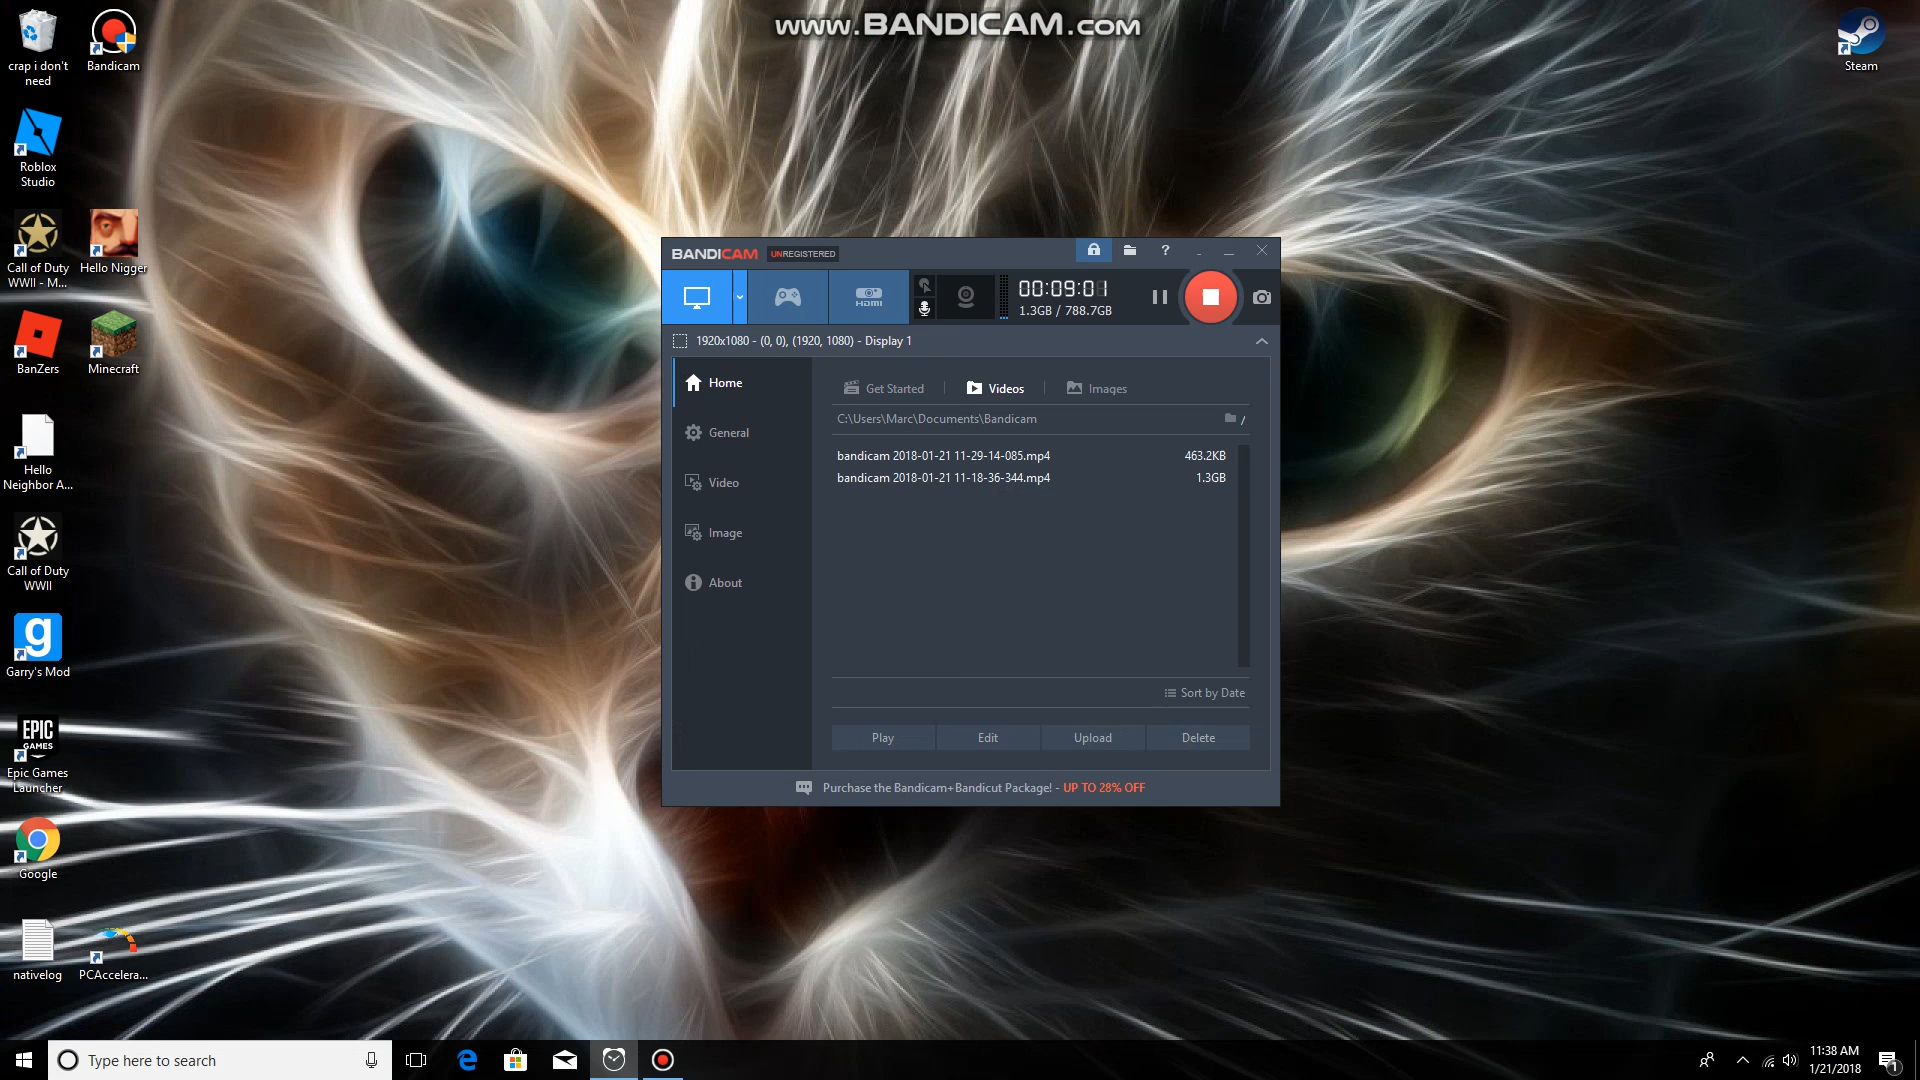 www.BANDICAM.com
crap i don't
need
Bandicam
Steam
Roblox
Studio
Call of Duty
WWII - M...
Hello Nigger
BanZers
Minecraft
Hello
Neighbor A...
Call of Duty
WWII
g
Garry's Mod
EPIC
GAMES
Epic Games
Launcher
Google
nativelog
PCAccelera...
BANDICAM UNREGISTERED
?
HDMI
00:09:01
1.3GB / 788.7GB
1920x1080 - (0, 0), (1920, 1080) - Display 1
Home
General
Video
Image
About
Get Started
Videos
Images
C:\Users\Marc\Documents\Bandicam
/
bandicam 2018-01-21 11-29-14-085.mp4 463.2KB
bandicam 2018-01-21 11-18-36-344.mp4 1.3GB
Sort by Date
Play
Edit
Upload
Delete
Purchase the Bandicam+Bandicut Package! - UP TO 28% OFF
Type here to search
11:38 AM
1/21/2018
1